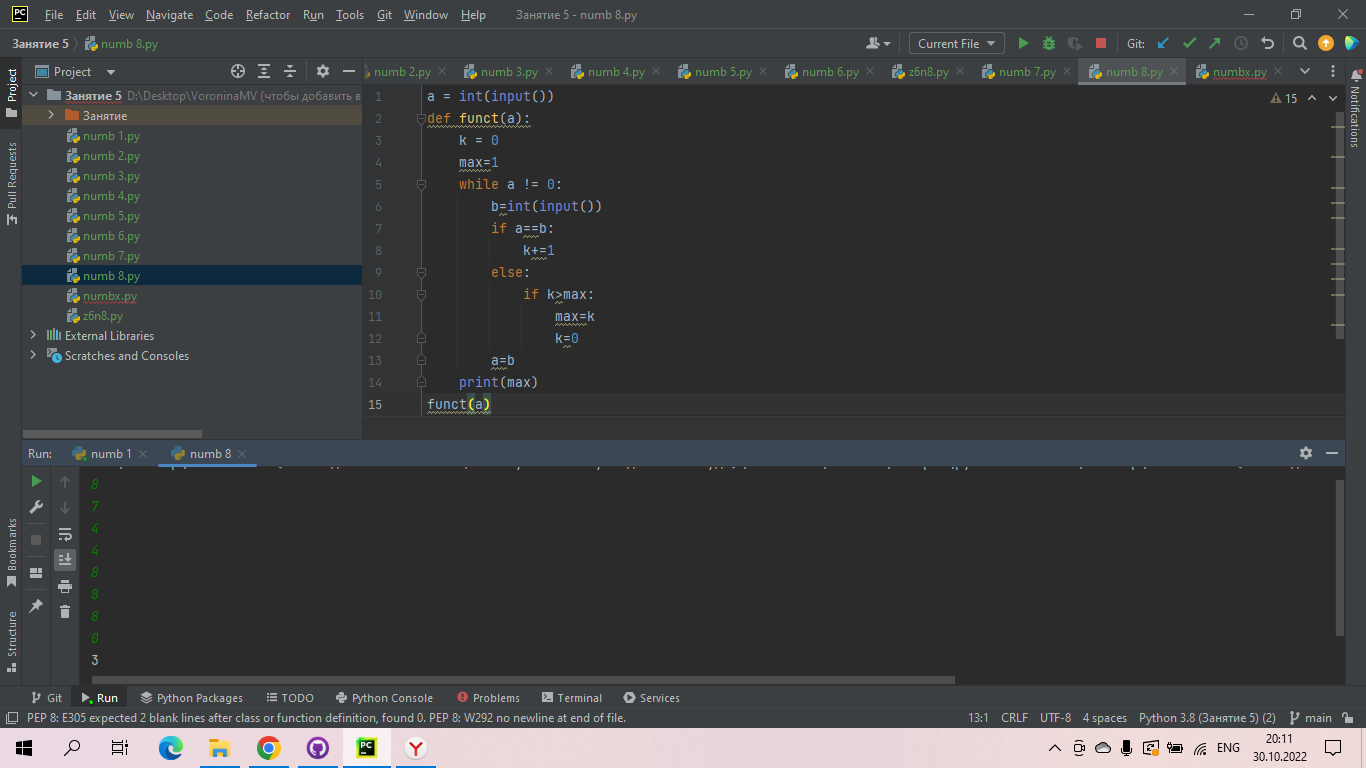 PC File Edit View Navigate Code Refactor Run Tools Git Window Help Занятие 5 - numb 8.py
Занятие 5 numb 8.py Current File Git:
Project numb 2.py numb 3.py numb 4.py numb 5.py numb 6.py z6n8.py numb 7.py numb 8.py numbx.py
Занятие 5 D:\Desktop\VoroninaMV (чтобы добавить в
Занятие
numb 1.py
numb 2.py
numb 3.py
numb 4.py
numb 5.py
numb 6.py
numb 7.py
numb 8.py
numbx.py
z6n8.py
External Libraries
Scratches and Consoles
Project
Pull Requests
Bookmarks
Structure
Notifications
15
1 a = int(input())
2 def funct(a):
3 k = 0
4 max=1
5 while a != 0:
6 b=int(input())
7 if a==b:
8 k+=1
9 else:
10 if k>max:
11 max=k
12 k=0
13 a=b
14 print(max)
15 funct(a)
Run: numb 1 numb 8
8
7
4
4
8
8
8
0
3
Git Run Python Packages TODO Python Console Problems Terminal Services
PEP 8: E305 expected 2 blank lines after class or function definition, found 0. PEP 8: W292 no newline at end of file. 13:1 CRLF UTF-8 4 spaces Python 3.8 (Занятие 5) (2) main
PC Y ENG 20:11
30.10.2022